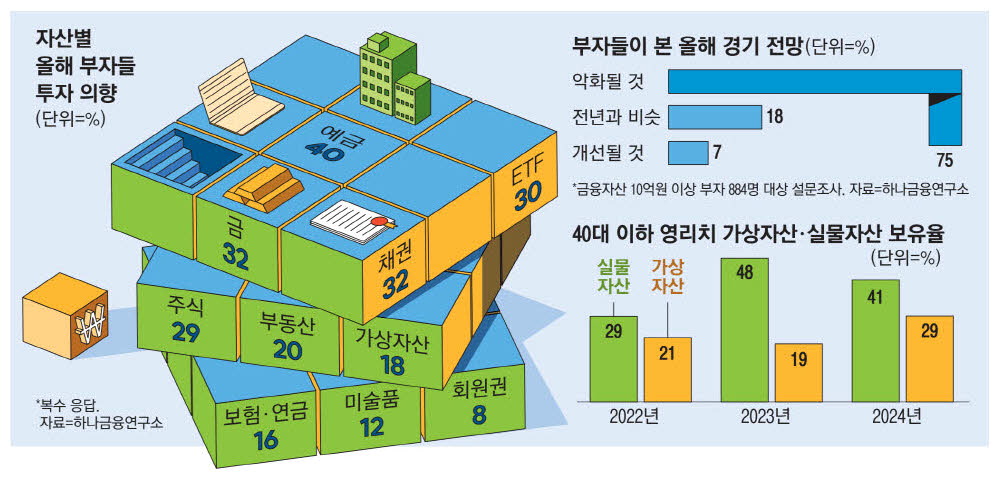 자산별
올해 부자들
투자 의향
(단위=%)
예금
40
ETF
30
금
32
채권
32
주식
29
부동산
20
가상자산
18
보험·연금
16
미술품
12
회원권
8
₩
*복수 응답.
자료=하나금융연구소
부자들이 본 올해 경기 전망(단위=%)
악화될 것
75
전년과 비슷
18
개선될 것
7
*금융자산 10억원 이상 부자 884명 대상 설문조사. 자료=하나금융연구소
40대 이하 영리치 가상자산·실물자산 보유율
(단위=%)
실물
자산
가상
자산
29
21
48
19
41
29
2022년
2023년
2024년